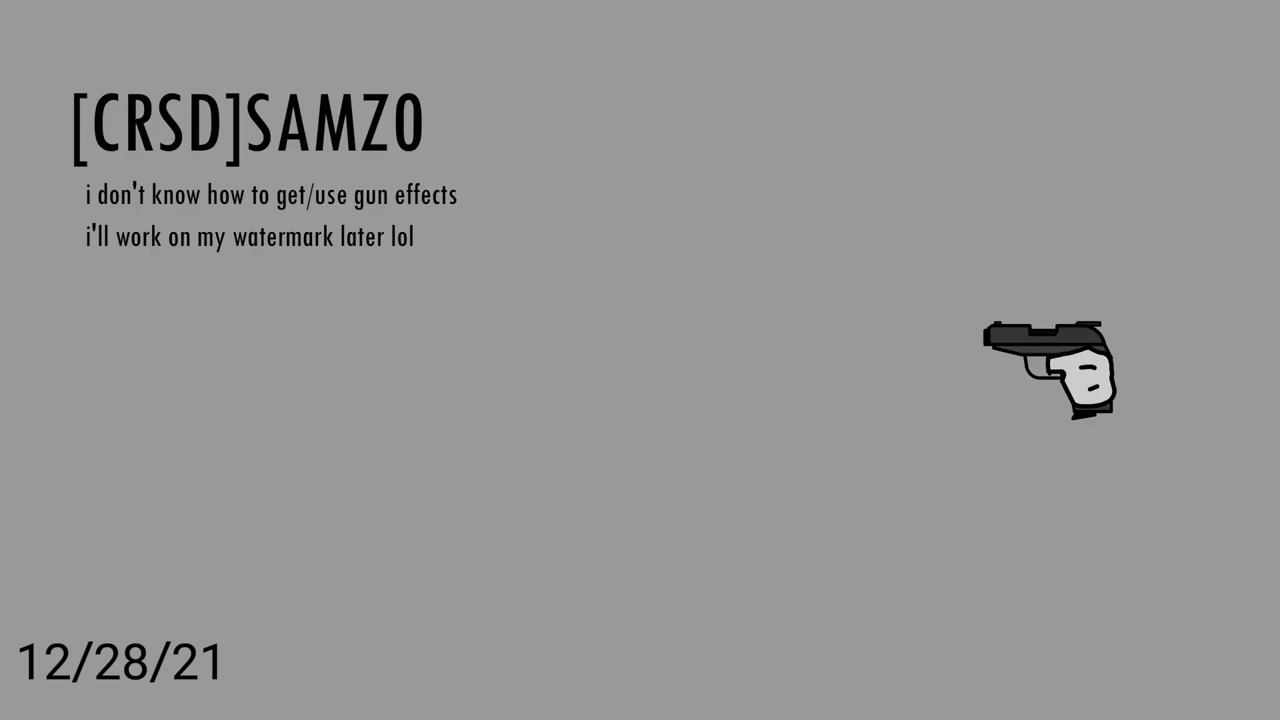 [CRSD]SAMZ0
i don't know how to get/use gun effects
i'll work on my watermark later lol
12/28/21